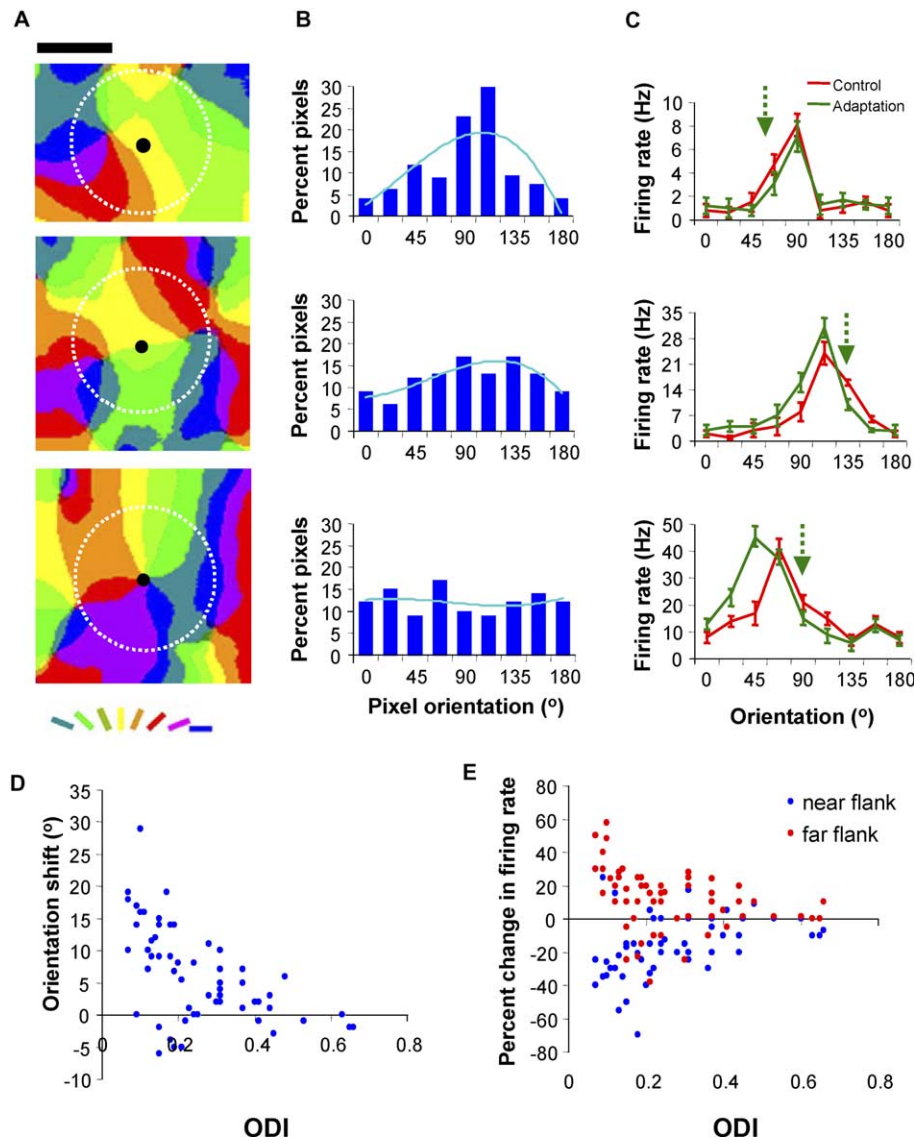 A
B
C
30
25
20
15
10
5
0
Percent pixels
0 45 90 135 180
10
8
6
4
2
0
Firing rate (Hz)
Control
Adaptation
0 45 90 135 180
30
25
20
15
10
5
0
Percent pixels
0 45 90 135 180
35
28
21
14
7
0
Firing rate (Hz)
0 45 90 135 180
30
25
20
15
10
5
0
Percent pixels
0 45 90 135 180
Pixel orientation (º)
50
40
30
20
10
0
Firing rate (Hz)
0 45 90 135 180
Orientation (º)
D
35
30
25
20
15
10
5
0
-5
-10
Orientation shift (º)
0 0.2 0.4 0.6 0.8
ODI
E
80
60
40
20
0
-20
-40
-60
-80
Percent change in firing rate
near flank
far flank
0 0.2 0.4 0.6 0.8
ODI